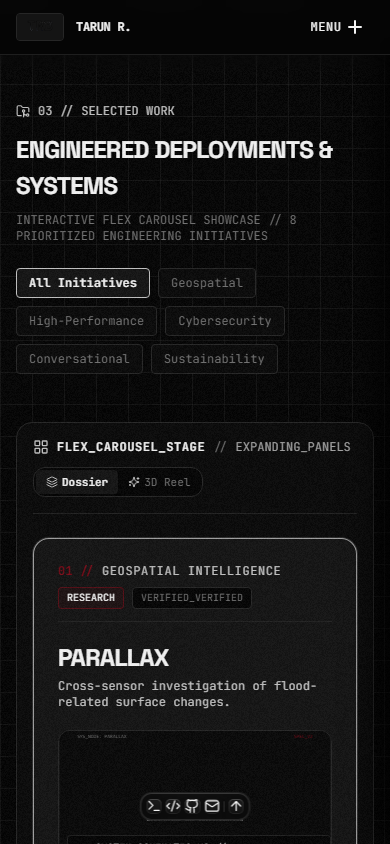 TARUN R.
MENU
03 // SELECTED WORK
ENGINEERED DEPLOYMENTS &
SYSTEMS
INTERACTIVE FLEX CAROUSEL SHOWCASE // 8
PRIORITIZED ENGINEERING INITIATIVES
All Initiatives
Geospatial
High-Performance
Cybersecurity
Conversational
Sustainability
FLEX_CAROUSEL_STAGE // EXPANDING_PANELS
Dossier
3D Reel
01 // GEOSPATIAL INTELLIGENCE
RESEARCH
VERIFIED_VERIFIED
PARALLAX
Cross-sensor investigation of flood-
related surface changes.
SYS_NODE: PARALLAX